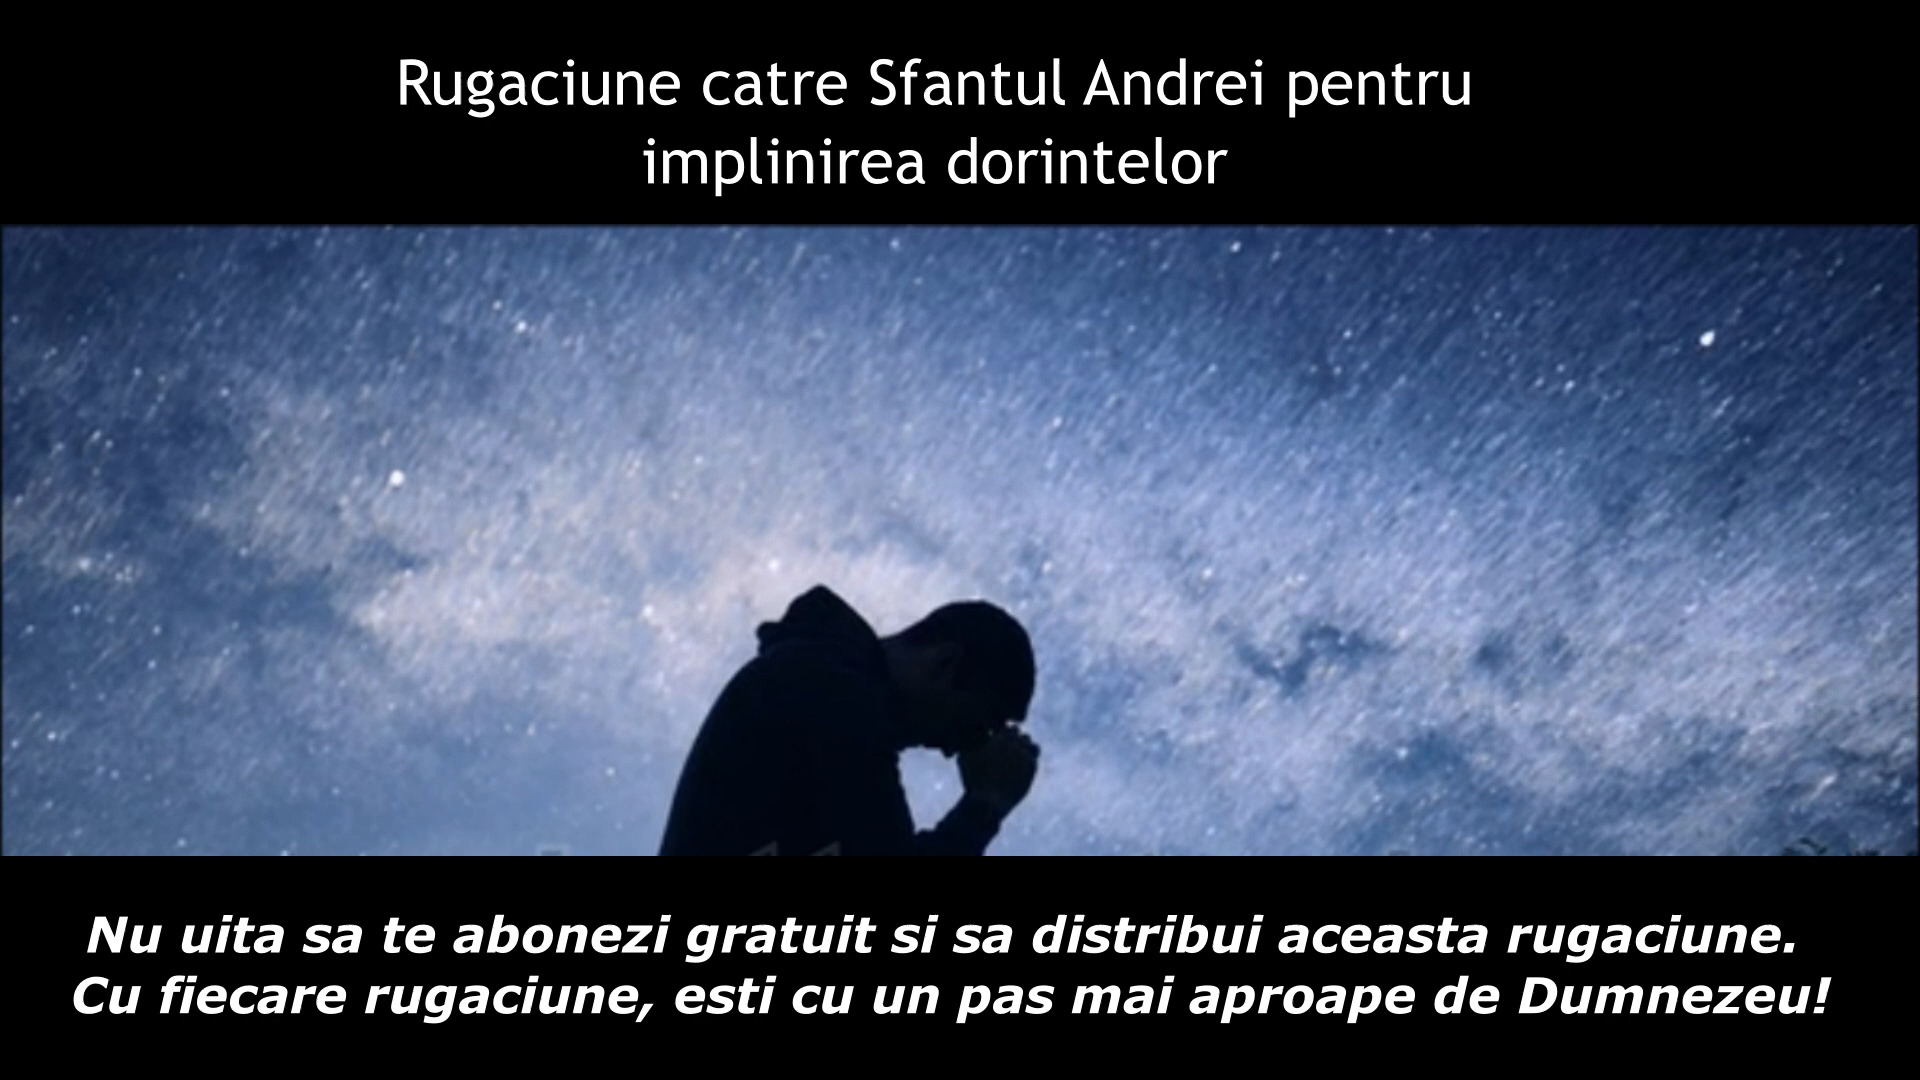 Rugaciune catre Sfantul Andrei pentru
implinirea dorintelor
Nu uita sa te abonezi gratuit si sa distribui aceasta rugaciune.
Cu fiecare rugaciune, esti cu un pas mai aproape de Dumnezeu!